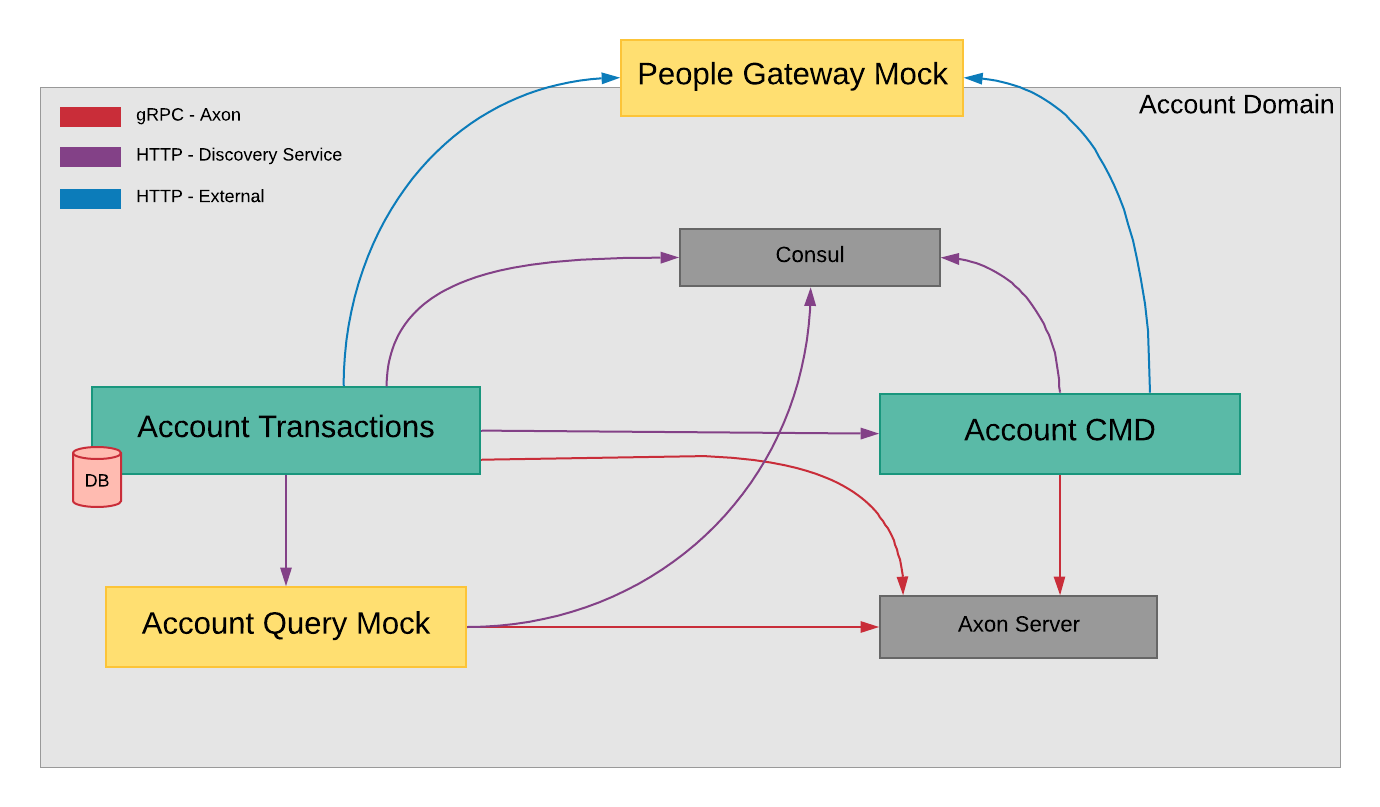 People Gateway Mock
Account Domain
gRPC - Axon
HTTP - Discovery Service
HTTP - External
Consul
Account Transactions
Account CMD
DB
Account Query Mock
Axon Server